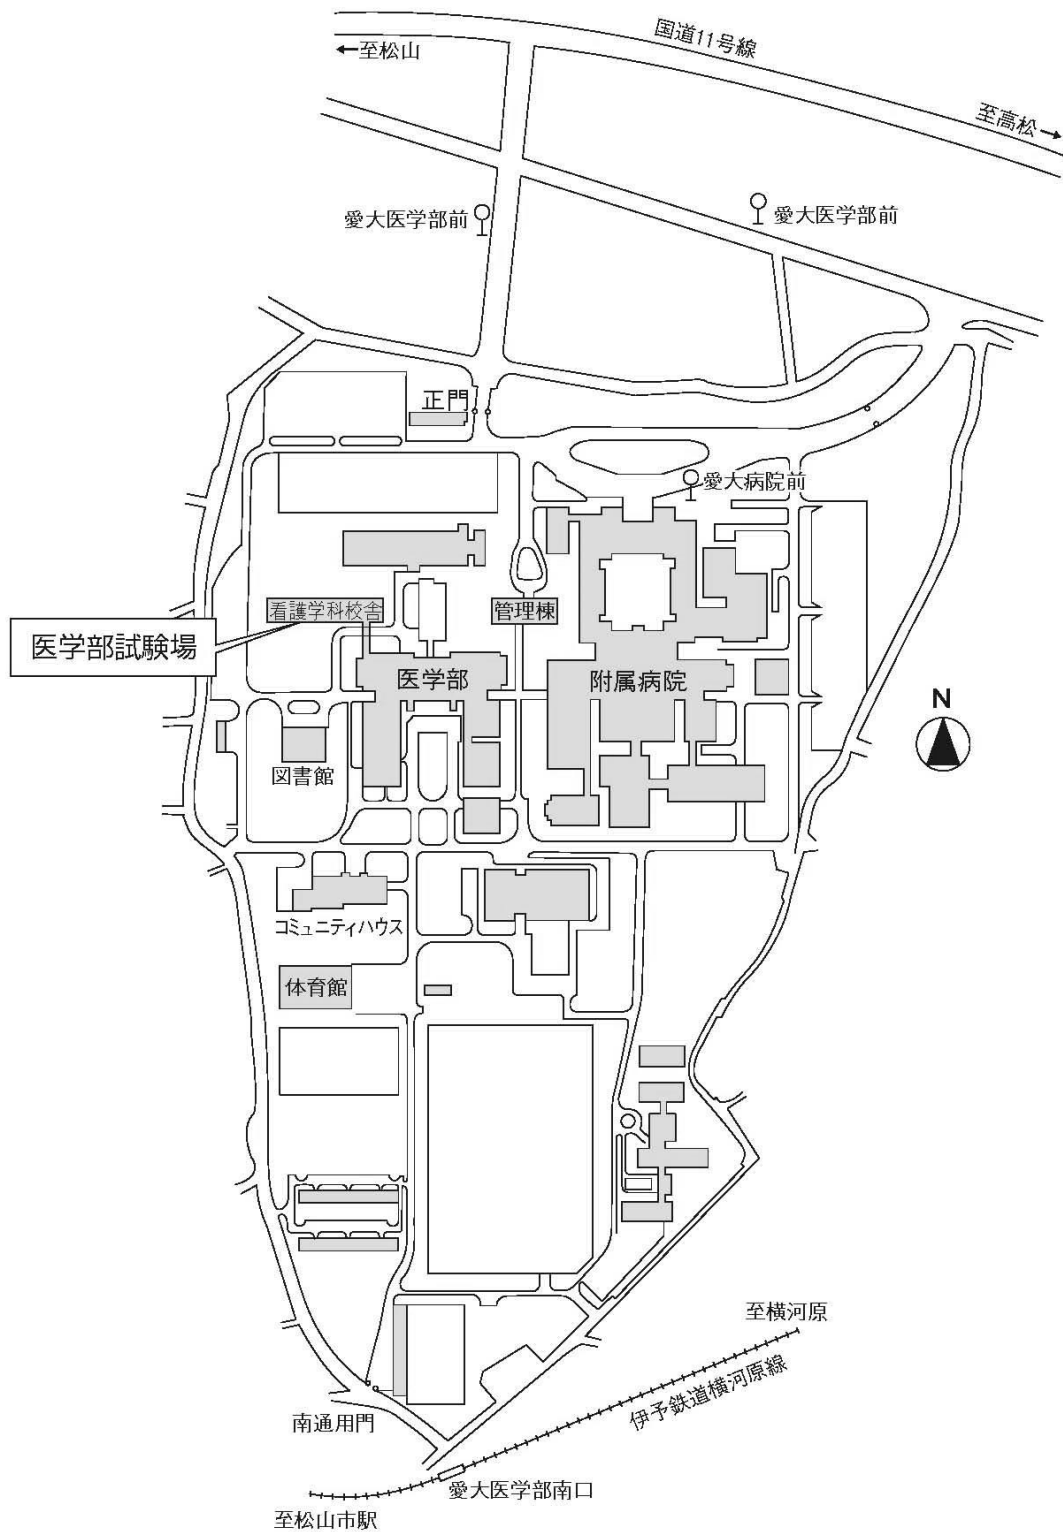 国道11号線
←至松山
至高松→
愛大医学部前
愛大医学部前
正門
愛大病院前
看護学科校舎
管理棟
医学部試験場
医学部
附属病院
N
図書館
コミュニティハウス
体育館
至横河原
伊予鉄道横河原線
南通用門
愛大医学部南口
至松山市駅